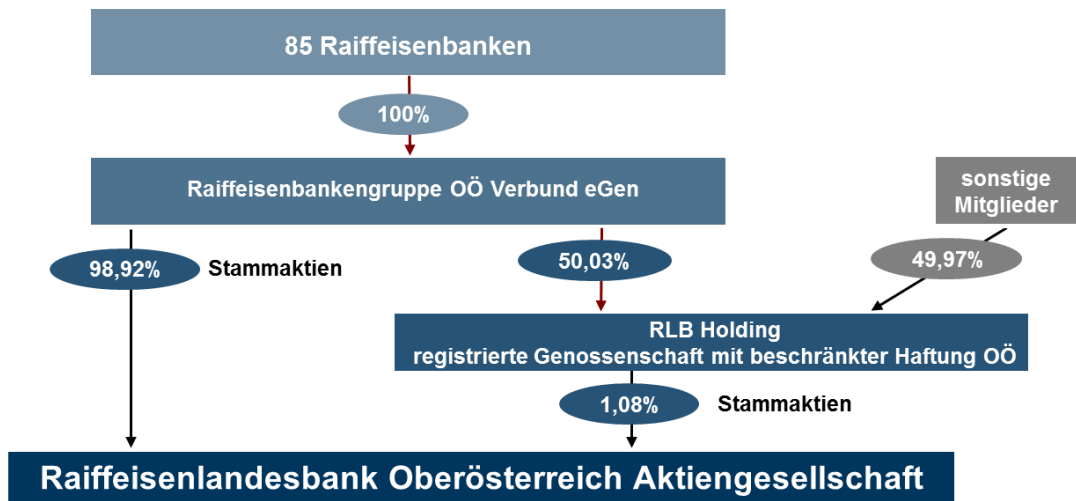 85 Raiffeisenbanken
100%
Raiffeisenbankengruppe OÖ Verbund eGen
sonstige
Mitglieder
98,92%
Stammaktien
50,03%
49,97%
RLB Holding
registrierte Genossenschaft mit beschränkter Haftung OÖ
1,08%
Stammaktien
Raiffeisenlandesbank Oberösterreich Aktiengesellschaft